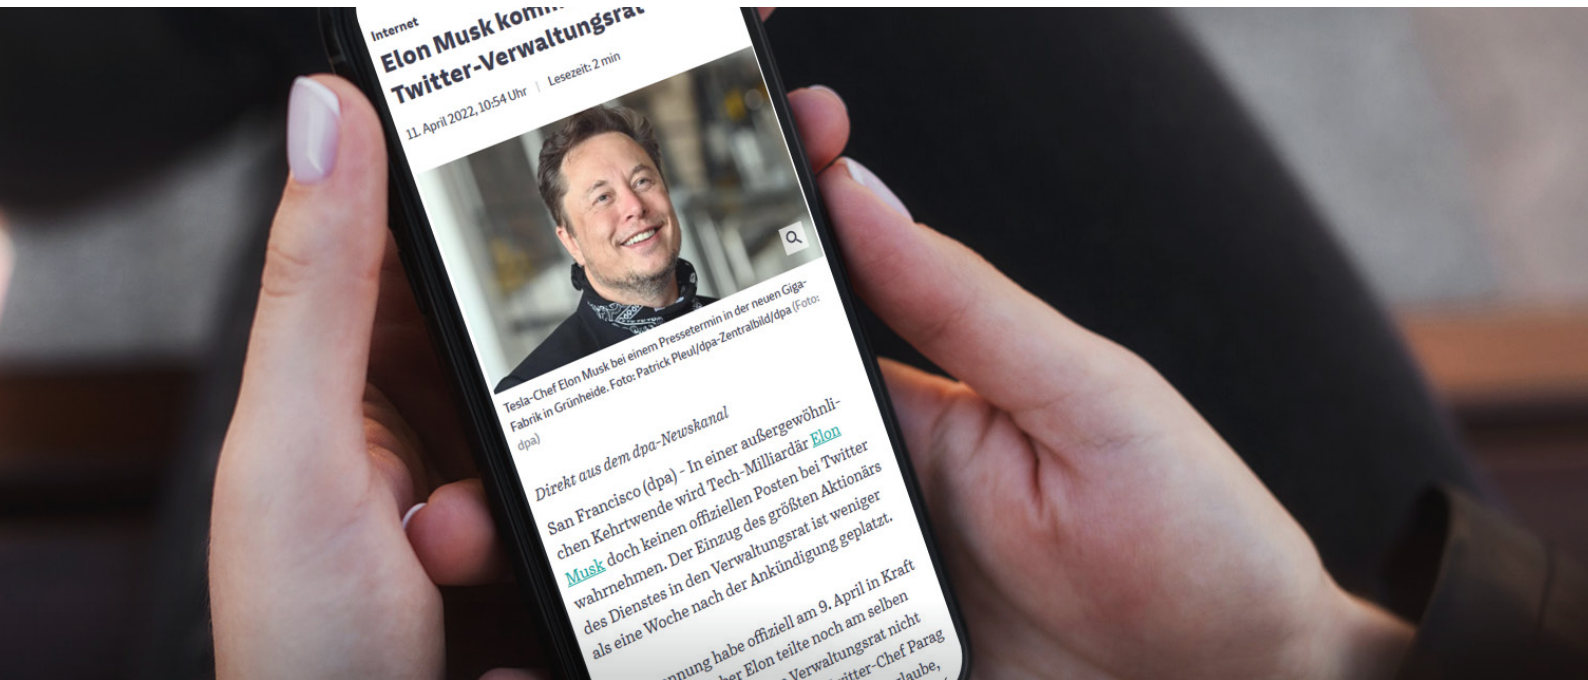 Internet
Elon Musk
Twitter-Verwaltungsrat
11. April 2022, 10:54 Uhr | Lesezeit: 2 min
Tesla-Chef Elon Musk bei einem Pressetermin in der neuen Giga-
Fabrik in Grünheide. Foto: Patrick Pleul/dpa-Zentralbild/dpa (Foto:
dpa)
Direkt aus dem dpa-Newskanal
San Francisco (dpa) - In einer außergewöhnli-
chen Kehrtwende wird Tech-Milliardär Elon
Musk doch keinen offiziellen Posten bei Twitter
wahrnehmen. Der Einzug des größten Aktionärs
des Dienstes in den Verwaltungsrat ist weniger
als eine Woche nach der Ankündigung geplatzt.
habe offiziell am 9. April in Kraft
Elon teilte noch am selben
Verwaltungsrat nicht
Parag